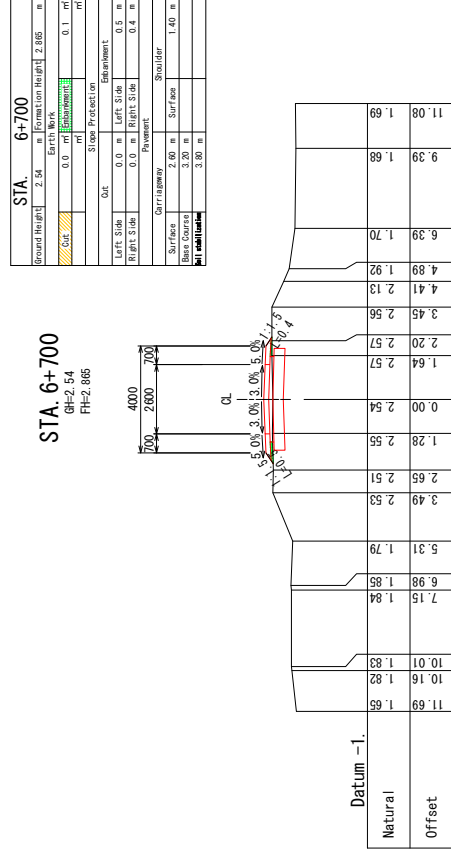 STA. 6+700
Ground Height 2.54 m Formation Height 2.865 m
Earth Work
Cut 0.0 ㎡ Embankment 0.1 ㎡
㎡ ㎡
Slope Protection
Cut Embankment
Left Side 0.0 m Left Side 0.5 m
Right Side 0.0 m Right Side 0.4 m
Pavement
Carriageway Shoulder
Surface 2.60 m Surface 1.40 m
Base Course 3.20 m
Soil stabilization 3.80 m
STA. 6+700
GH=2.54
FH=2.865
4000
700 2600 700
CL
5.0% 3.0% 3.0% 5.0%
1:1.5 1:1.5
L=0.4
Datum -1.
Natural 1.65 1.82 1.83 1.84 1.85 1.79 2.53 2.51 2.55 2.54 2.57 2.57 2.56 2.13 1.92 1.70 1.68 1.69
Offset 11.69 10.16 10.01 7.15 6.98 5.31 3.49 2.65 1.28 0.00 1.64 2.20 3.45 4.11 4.89 6.39 9.39 11.08